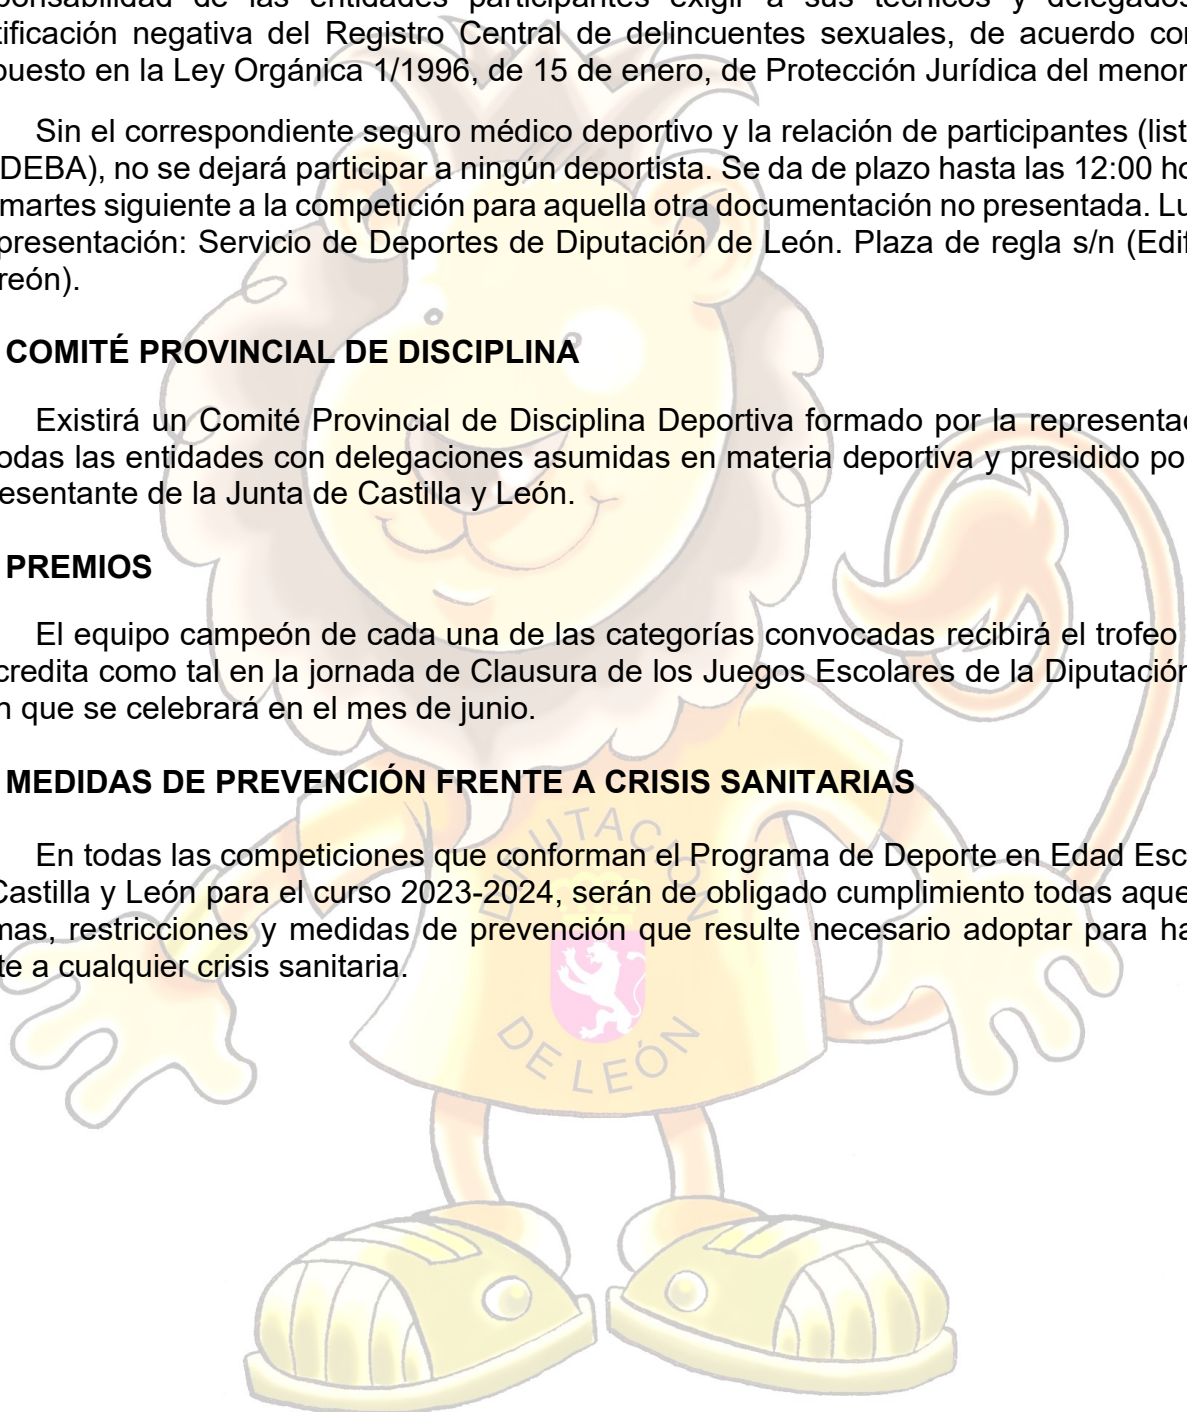 ponsabilidad de las entidades participantes exigir a sus técnicos y delegados
tificación negativa del Registro Central de delincuentes sexuales, de acuerdo con
puesto en la Ley Orgánica 1/1996, de 15 de enero, de Protección Jurídica del menor
Sin el correspondiente seguro médico deportivo y la relación de participantes (list
DEBA), no se dejará participar a ningún deportista. Se da de plazo hasta las 12:00 ho
martes siguiente a la competición para aquella otra documentación no presentada. Lu
presentación: Servicio de Deportes de Diputación de León. Plaza de regla s/n (Edif
reón).
COMITÉ PROVINCIAL DE DISCIPLINA
Existirá un Comité Provincial de Disciplina Deportiva formado por la representac
odas las entidades con delegaciones asumidas en materia deportiva y presidido po
esentante de la Junta de Castilla y León.
PREMIOS
El equipo campeón de cada una de las categorías convocadas recibirá el trofeo
credita como tal en la jornada de Clausura de los Juegos Escolares de la Diputación
n que se celebrará en el mes de junio.
MEDIDAS DE PREVENCIÓN FRENTE A CRISIS SANITARIAS
En todas las competiciones que conforman el Programa de Deporte en Edad Esc
Castilla y León para el curso 2023-2024, serán de obligado cumplimiento todas aque
mas, restricciones y medidas de prevención que resulte necesario adoptar para ha
te a cualquier crisis sanitaria.
DIPUTACIÓN
DE LEÓN